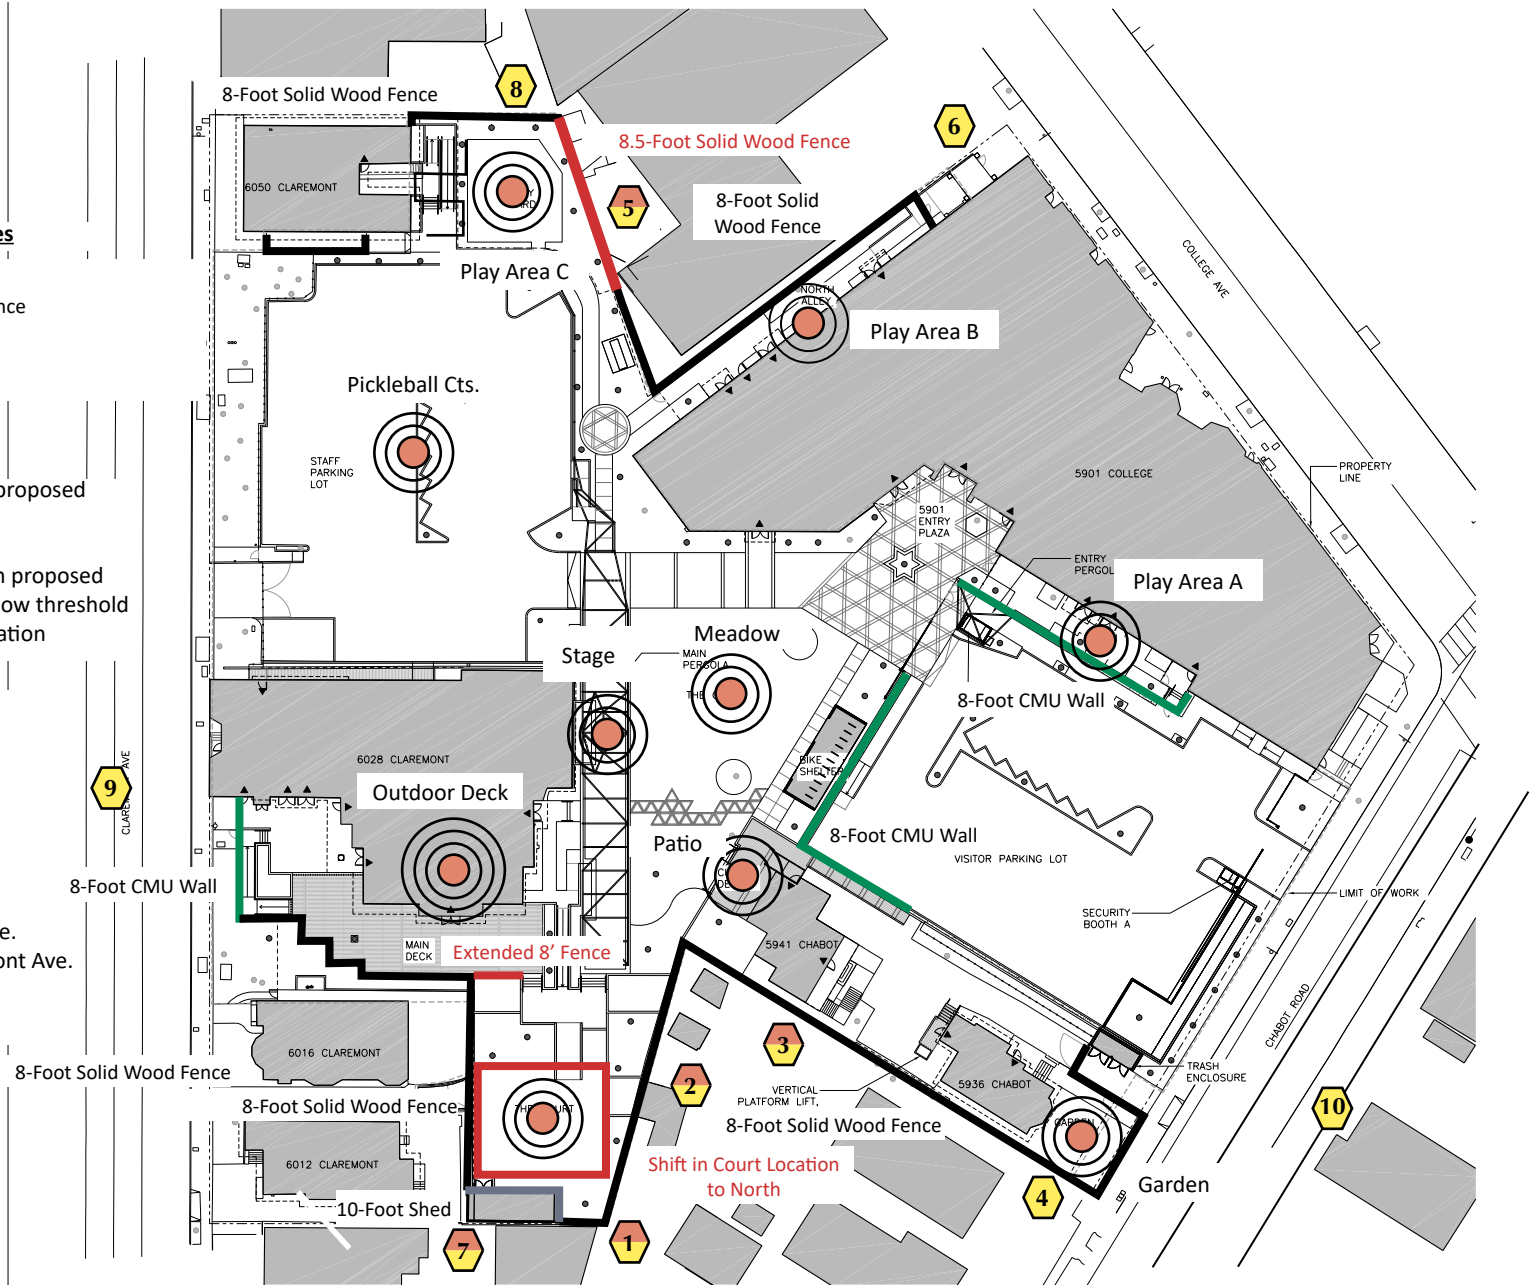 8-Foot Solid Wood Fence
8
6
8.5-Foot Solid Wood Fence
6050 CLAREMONT
5
8-Foot Solid
Wood Fence
es
Play Area C
COLLEGE AVE
nce
NORTH
ALLEY
Play Area B
Pickleball Cts.
STAFF
PARKING
LOT
5901 COLLEGE
PROPERTY
LINE
proposed
5901
ENTRY
PLAZA
ENTRY
PERGOL
n proposed
ow threshold
ation
Play Area A
Meadow
Stage
MAIN
PERGOLA
8-Foot CMU Wall
6028 CLAREMONT
BIKE
SHELTER
9
Outdoor Deck
Patio
8-Foot CMU Wall
VISITOR PARKING LOT
8-Foot CMU Wall
LIMIT OF WORK
SECURITY
BOOTH A
e.
ont Ave.
MAIN
DECK
Extended 8' Fence
5941 CHABOT
CHABOT ROAD
6016 CLAREMONT
3
8-Foot Solid Wood Fence
2
VERTICAL
PLATFORM LIFT,
5936 CHABOT
TRASH
ENCLOSURE
8-Foot Solid Wood Fence
10
8-Foot Solid Wood Fence
6012 CLAREMONT
Shift in Court Location
to North
Garden
4
10-Foot Shed
7
1